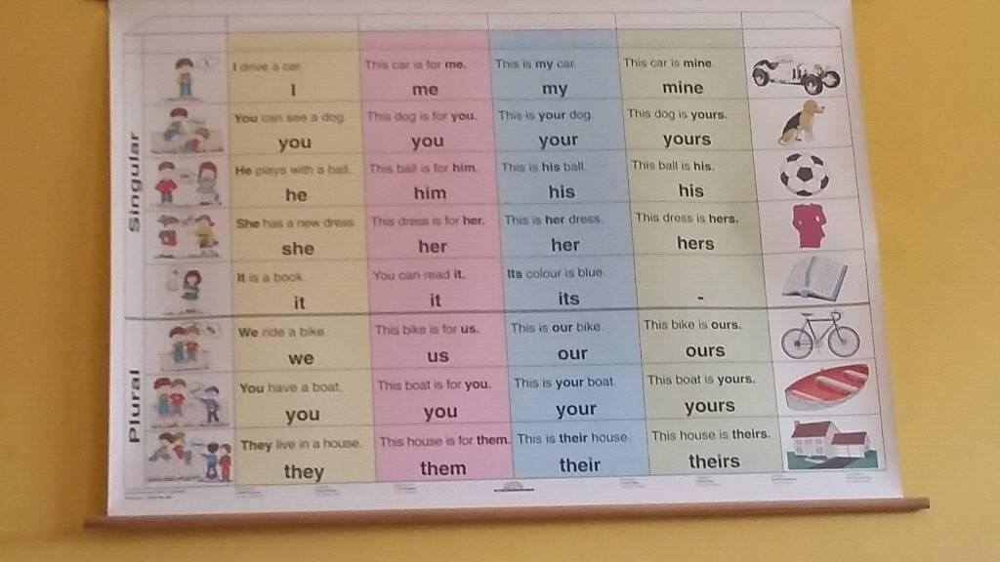 Singular
I drive a car.
I
This car is for me.
me
This is my car.
my
This car is mine.
mine
You can see a dog.
you
This dog is for you.
you
This is your dog.
your
This dog is yours.
yours
He plays with a ball.
he
This ball is for him.
him
This is his ball.
his
This ball is his.
his
She has a new dress.
she
This dress is for her.
her
This is her dress.
her
This dress is hers.
hers
It is a book.
it
You can read it.
it
Its colour is blue.
its
-
Plural
We ride a bike.
we
This bike is for us.
us
This is our bike.
our
This bike is ours.
ours
You have a boat.
you
This boat is for you.
you
This is your boat.
your
This boat is yours.
yours
They live in a house.
they
This house is for them.
them
This is their house.
their
This house is theirs.
theirs